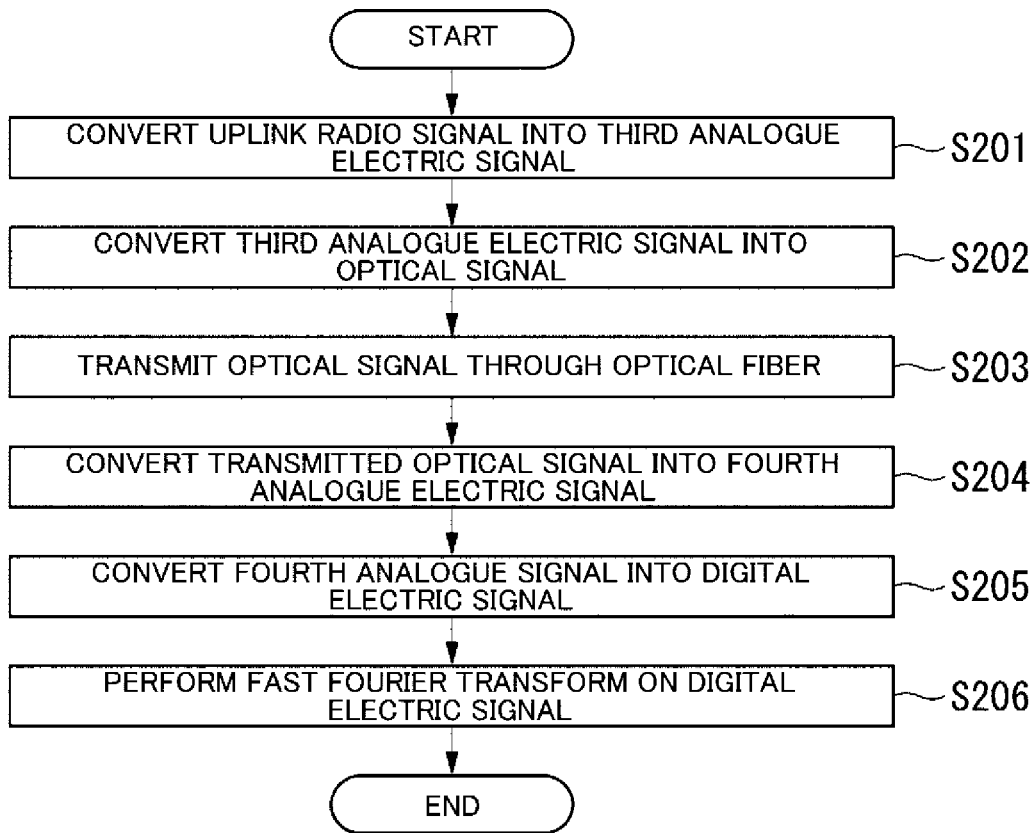 START
CONVERT UPLINK RADIO SIGNAL INTO THIRD ANALOGUE
ELECTRIC SIGNAL
S201
CONVERT THIRD ANALOGUE ELECTRIC SIGNAL INTO
OPTICAL SIGNAL
S202
TRANSMIT OPTICAL SIGNAL THROUGH OPTICAL FIBER
S203
CONVERT TRANSMITTED OPTICAL SIGNAL INTO FOURTH
ANALOGUE ELECTRIC SIGNAL
S204
CONVERT FOURTH ANALOGUE SIGNAL INTO DIGITAL
ELECTRIC SIGNAL
S205
PERFORM FAST FOURIER TRANSFORM ON DIGITAL
ELECTRIC SIGNAL
S206
END